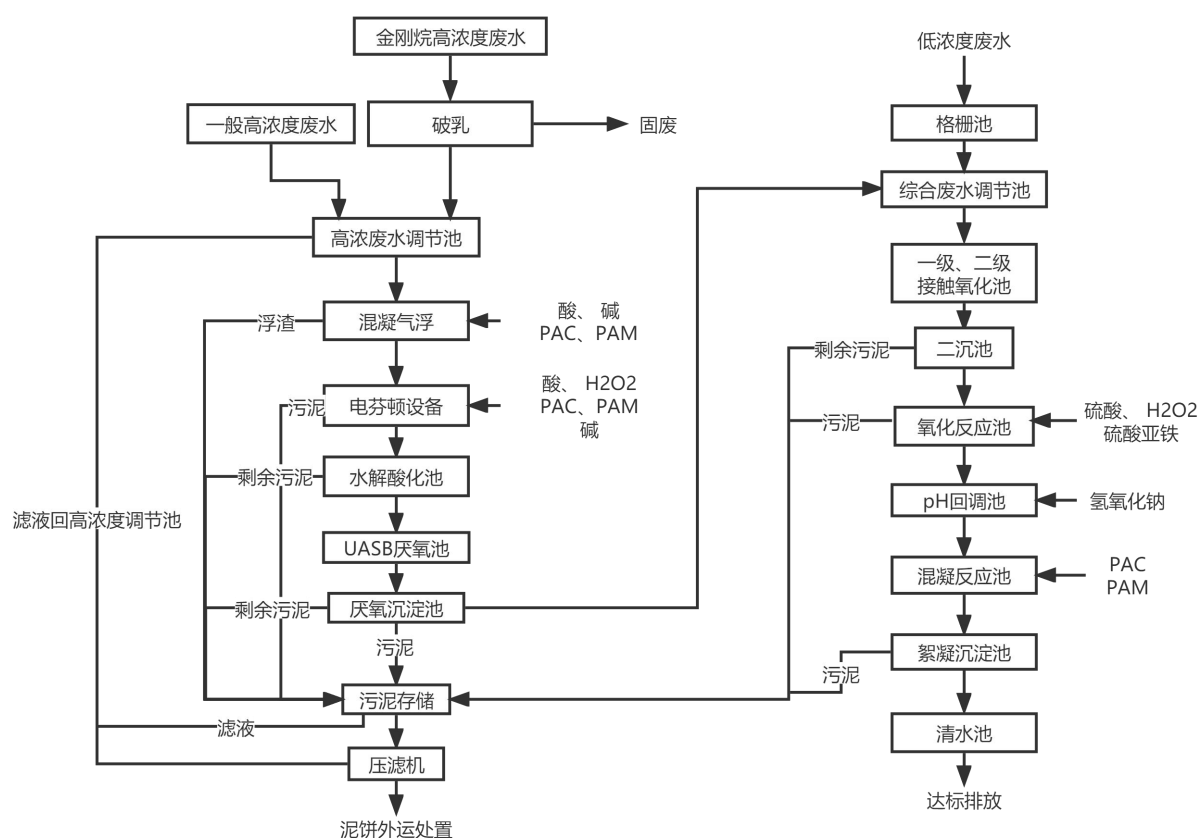 金刚烷高浓度废水
低浓度废水
一般高浓度废水
破乳
固废
格栅池
综合废水调节池
高浓废水调节池
一级、二级
接触氧化池
浮渣
混凝气浮
酸、 碱
PAC、PAM
剩余污泥
二沉池
污泥
电芬顿设备
酸、 H2O2
PAC、PAM
碱
污泥
氧化反应池
硫酸、 H2O2
硫酸亚铁
剩余污泥
水解酸化池
pH回调池
氢氧化钠
滤液回高浓度调节池
UASB厌氧池
混凝反应池
PAC
PAM
剩余污泥
厌氧沉淀池
污泥
絮凝沉淀池
污泥
污泥存储
滤液
清水池
压滤机
达标排放
泥饼外运处置